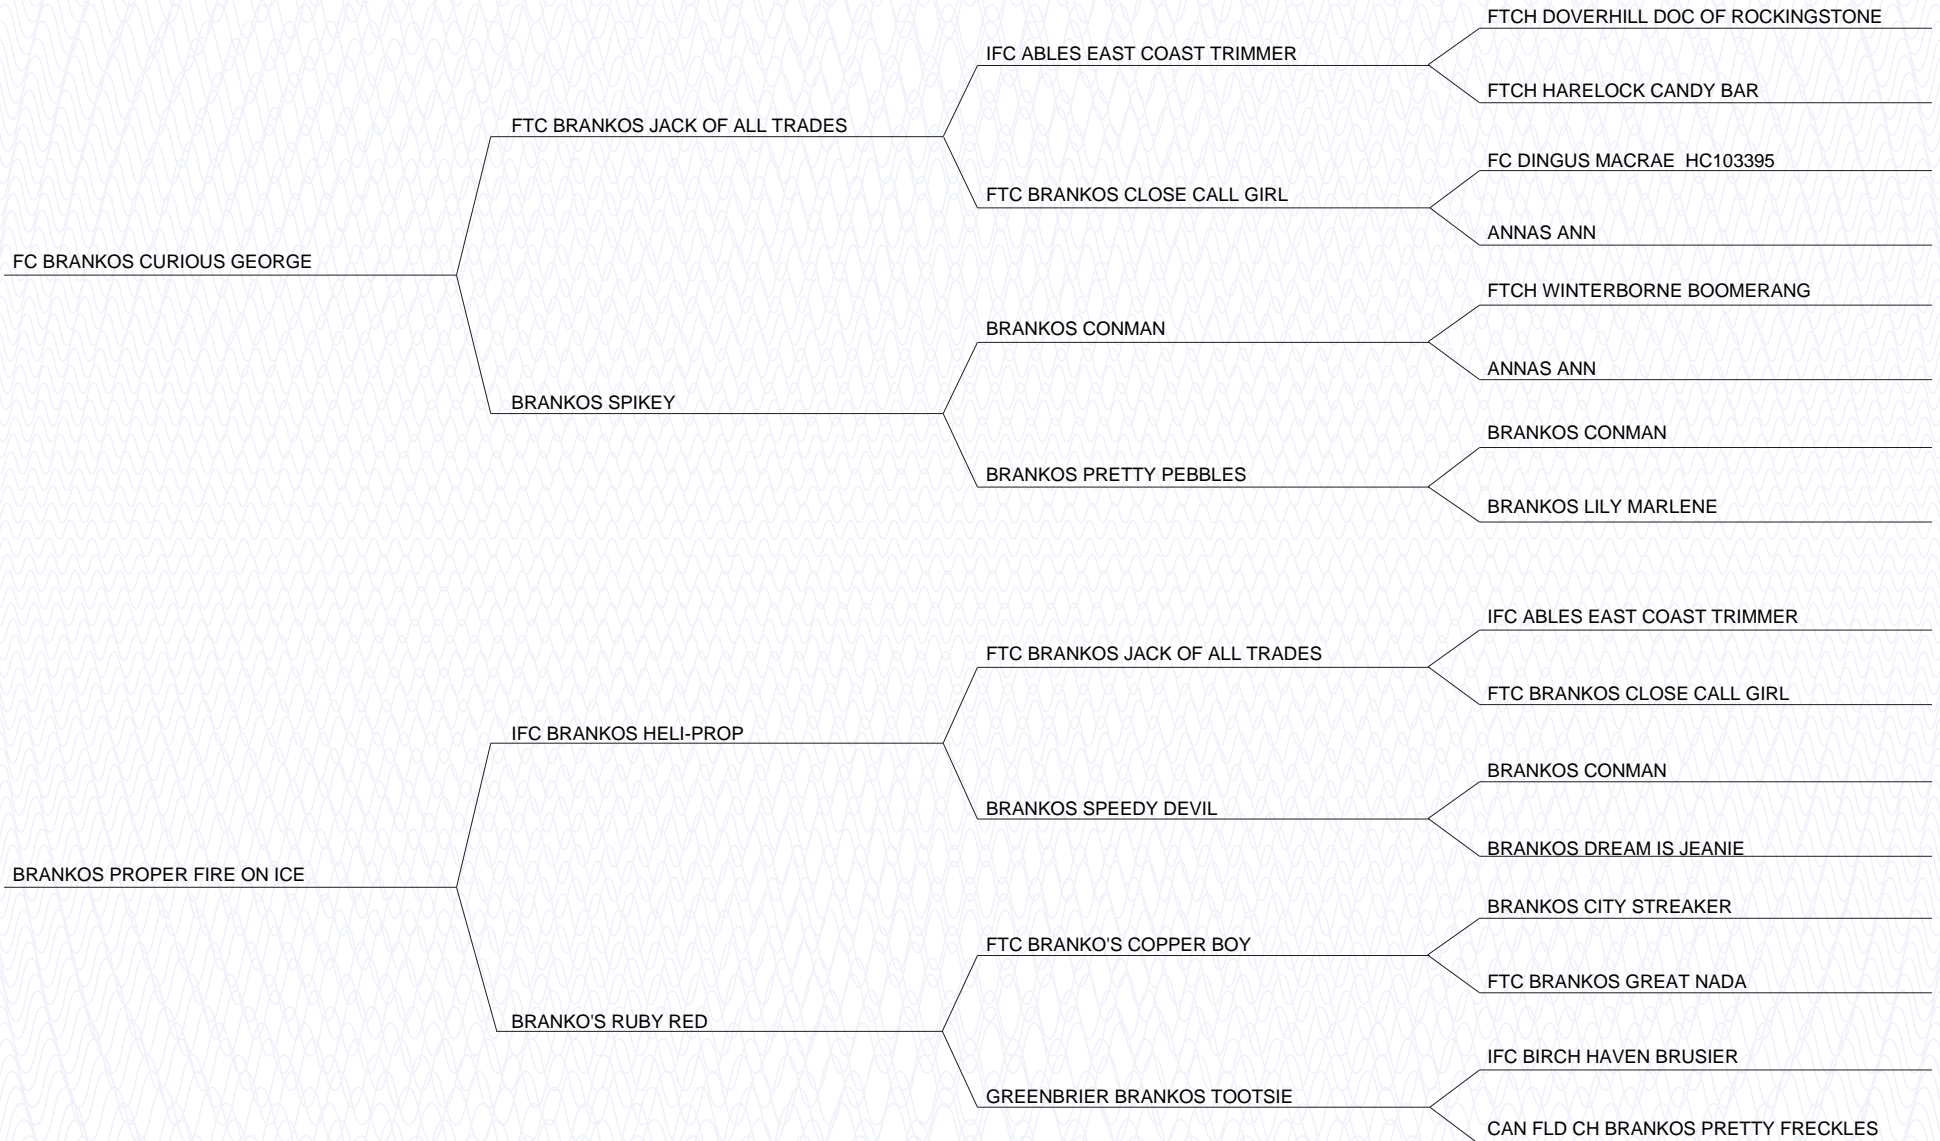 FTCH DOVERHILL DOC OF ROCKINGSTONE
IFC ABLES EAST COAST TRIMMER
FTCH HARELOCK CANDY BAR
FTC BRANKOS JACK OF ALL TRADES
FC DINGUS MACRAE  HC103395
FTC BRANKOS CLOSE CALL GIRL
ANNAS ANN
FC BRANKOS CURIOUS GEORGE
FTCH WINTERBORNE BOOMERANG
BRANKOS CONMAN
ANNAS ANN
BRANKOS SPIKEY
BRANKOS CONMAN
BRANKOS PRETTY PEBBLES
BRANKOS LILY MARLENE
IFC ABLES EAST COAST TRIMMER
FTC BRANKOS JACK OF ALL TRADES
FTC BRANKOS CLOSE CALL GIRL
IFC BRANKOS HELI-PROP
BRANKOS CONMAN
BRANKOS SPEEDY DEVIL
BRANKOS DREAM IS JEANIE
BRANKOS PROPER FIRE ON ICE
BRANKOS CITY STREAKER
FTC BRANKO'S COPPER BOY
FTC BRANKOS GREAT NADA
BRANKO'S RUBY RED
IFC BIRCH HAVEN BRUSIER
GREENBRIER BRANKOS TOOTSIE
CAN FLD CH BRANKOS PRETTY FRECKLES